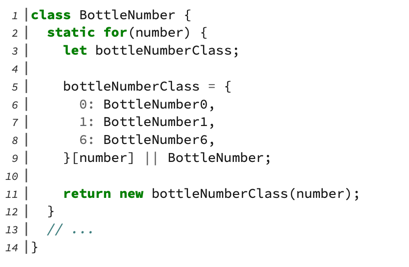 1 |class BottleNumber {
2 |  static for(number) {
3 |    let bottleNumberClass;
4 |
5 |    bottleNumberClass = {
6 |      0: BottleNumber0,
7 |      1: BottleNumber1,
8 |      6: BottleNumber6,
9 |    }[number] || BottleNumber;
10 |
11 |    return new bottleNumberClass(number);
12 |  }
13 |  // ...
14 |}